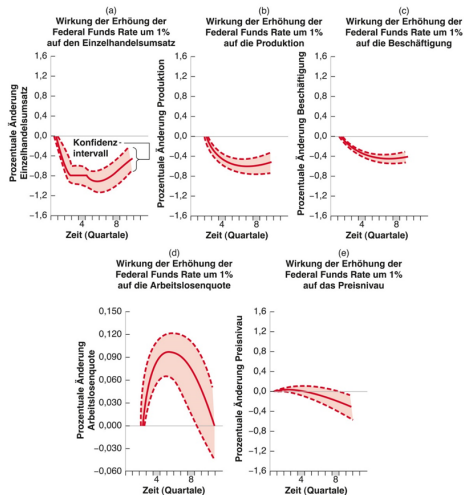 (a)
Wirkung der Erhöung der
Federal Funds Rate um 1%
auf den Einzelhandelsumsatz
Prozentuale Änderung
Einzelhandelsumsatz
1,6
1,2
0,8
0,4
0,0
–0,4
–0,8
–1,2
–1,6
Konfidenz-
intervall
4
8
Zeit (Quartale)
(b)
Wirkung der Erhöhung der
Federal Funds Rate um 1%
auf die Produktion
Prozentuale Änderung Produktion
1,6
1,2
0,8
0,4
0,0
–0,4
–0,8
–1,2
–1,6
4
8
Zeit (Quartale)
(c)
Wirkung der Erhöhung der
Federal Funds Rate um 1%
auf die Beschäftigung
Prozentuale Änderung Beschäftigung
1,6
1,2
0,8
0,4
0,0
–0,4
–0,8
–1,2
–1,6
4
8
Zeit (Quartale)
(d)
Wirkung der Erhöhung der
Federal Funds Rate um 1%
auf die Arbeitslosenquote
Prozentuale Änderung
Arbeitslosenquote
0,150
0,120
0,090
0,060
0,030
0,000
–0,030
–0,060
4
8
Zeit (Quartale)
(e)
Wirkung der Erhöhung der
Federal Funds Rate um 1%
auf das Preisnivau
Prozentuale Änderung Preisnivau
1,6
1,2
0,8
0,4
0,0
–0,4
–0,8
–1,2
–1,6
4
8
Zeit (Quartale)